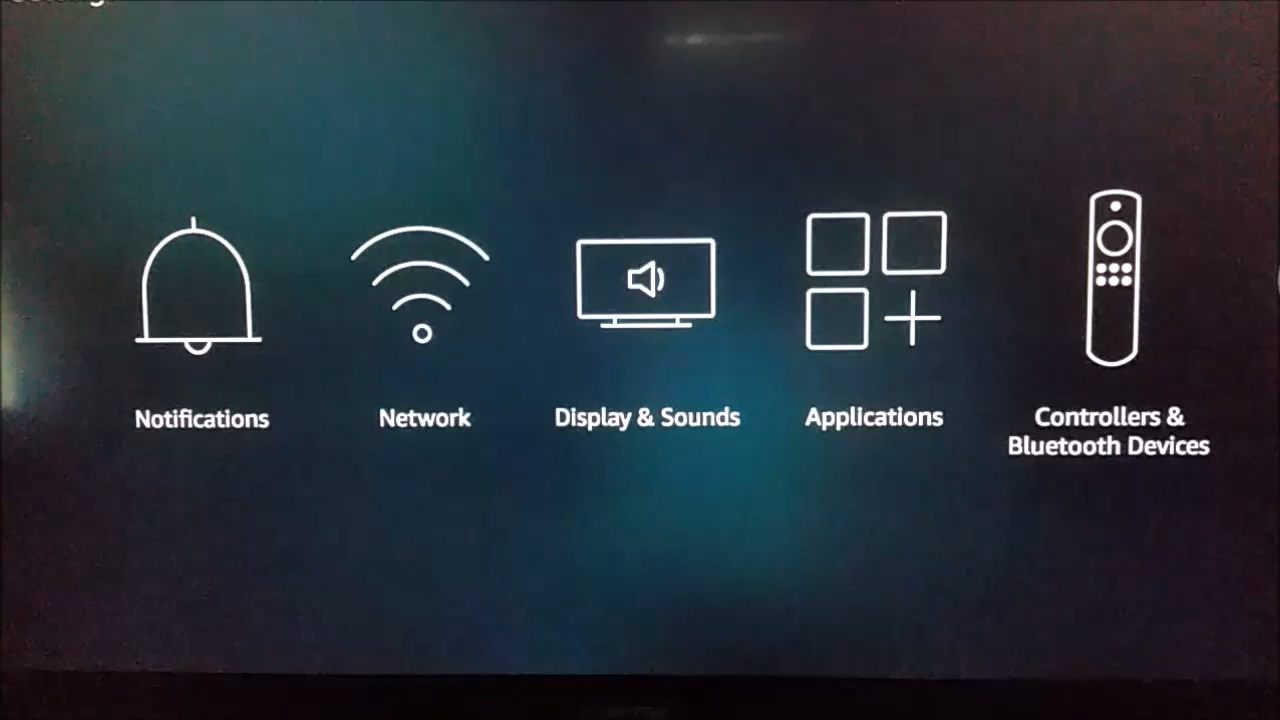 Notifications
Network
Display & Sounds
Applications
Controllers &
Bluetooth Devices